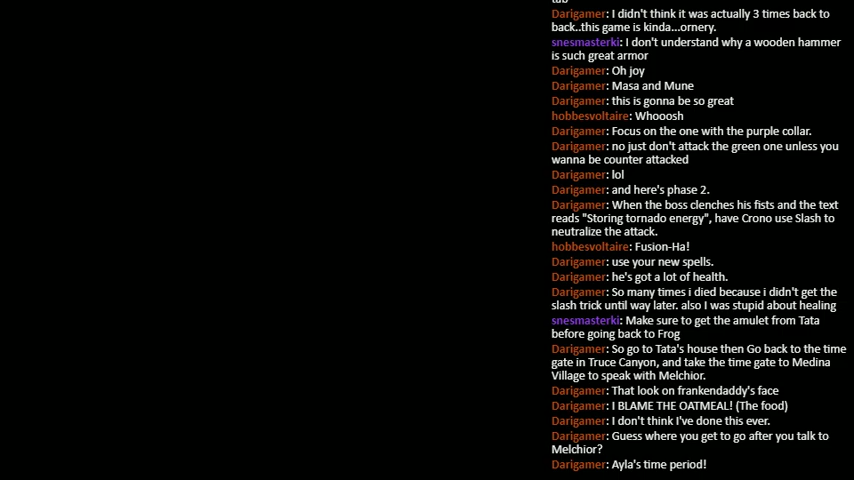 tab
Darigamer: I didn't think it was actually 3 times back to
back..this game is kinda...ornery.
snesmasterki: I don't understand why a wooden hammer
is such great armor
Darigamer: Oh joy
Darigamer: Masa and Mune
Darigamer: this is gonna be so great
hobbesvoltaire: Whooosh
Darigamer: Focus on the one with the purple collar.
Darigamer: no just don't attack the green one unless you
wanna be counter attacked
Darigamer: lol
Darigamer: and here's phase 2.
Darigamer: When the boss clenches his fists and the text
reads "Storing tornado energy", have Crono use Slash to
neutralize the attack.
hobbesvoltaire: Fusion-Ha!
Darigamer: use your new spells.
Darigamer: he's got a lot of health.
Darigamer: So many times i died because i didn't get the
slash trick until way later. also I was stupid about healing
snesmasterki: Make sure to get the amulet from Tata
before going back to Frog
Darigamer: So go to Tata's house then Go back to the time
gate in Truce Canyon, and take the time gate to Medina
Village to speak with Melchior.
Darigamer: That look on frankendaddy's face
Darigamer: I BLAME THE OATMEAL! (The food)
Darigamer: I don't think I've done this ever.
Darigamer: Guess where you get to go after you talk to
Melchior?
Darigamer: Ayla's time period!